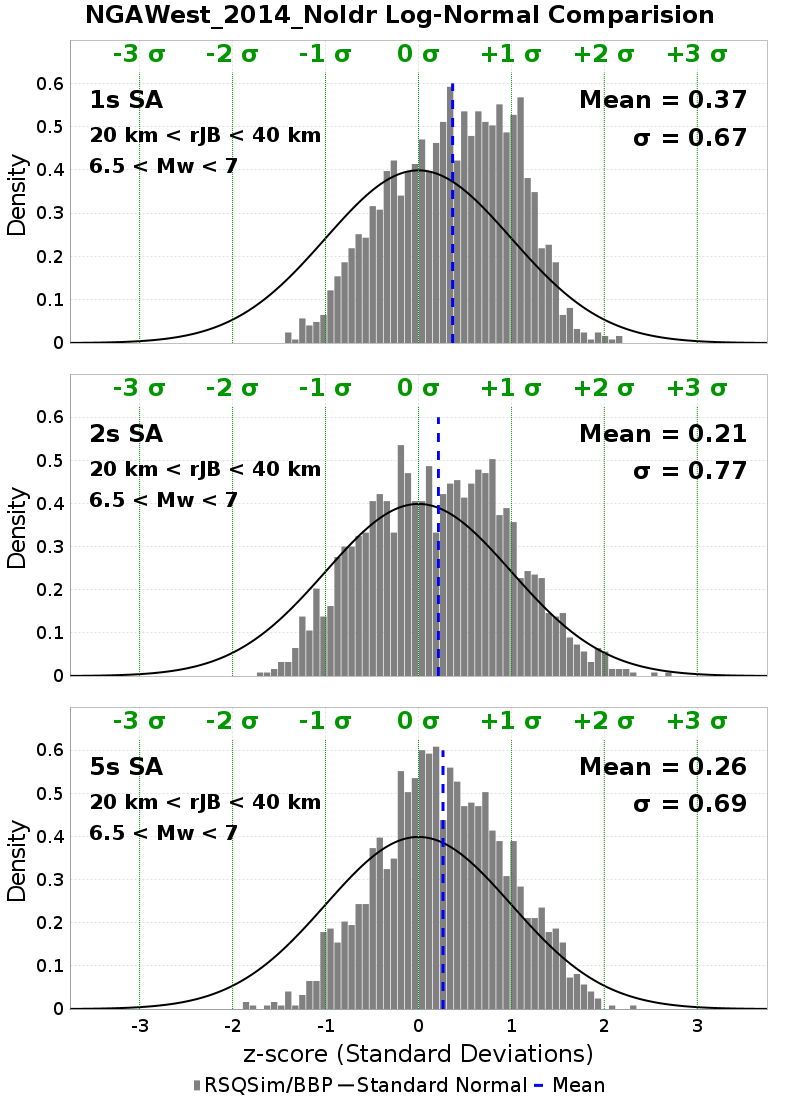 NGAWest_2014_NoIdr Log-Normal Comparision
-3 σ -2 σ -1 σ 0 σ +1 σ +2 σ +3 σ
1s SA
Mean = 0.37
20 km < rJB < 40 km
σ = 0.67
6.5 < Mw < 7
Density
0.6
0.5
0.4
0.3
0.2
0.1
0
-3 σ -2 σ -1 σ 0 σ +1 σ +2 σ +3 σ
2s SA
Mean = 0.21
20 km < rJB < 40 km
σ = 0.77
6.5 < Mw < 7
Density
0.6
0.5
0.4
0.3
0.2
0.1
0
-3 σ -2 σ -1 σ 0 σ +1 σ +2 σ +3 σ
5s SA
Mean = 0.26
20 km < rJB < 40 km
σ = 0.69
6.5 < Mw < 7
Density
0.6
0.5
0.4
0.3
0.2
0.1
0
-3 -2 -1 0 1 2 3
z-score (Standard Deviations)
RSQSim/BBP Standard Normal Mean